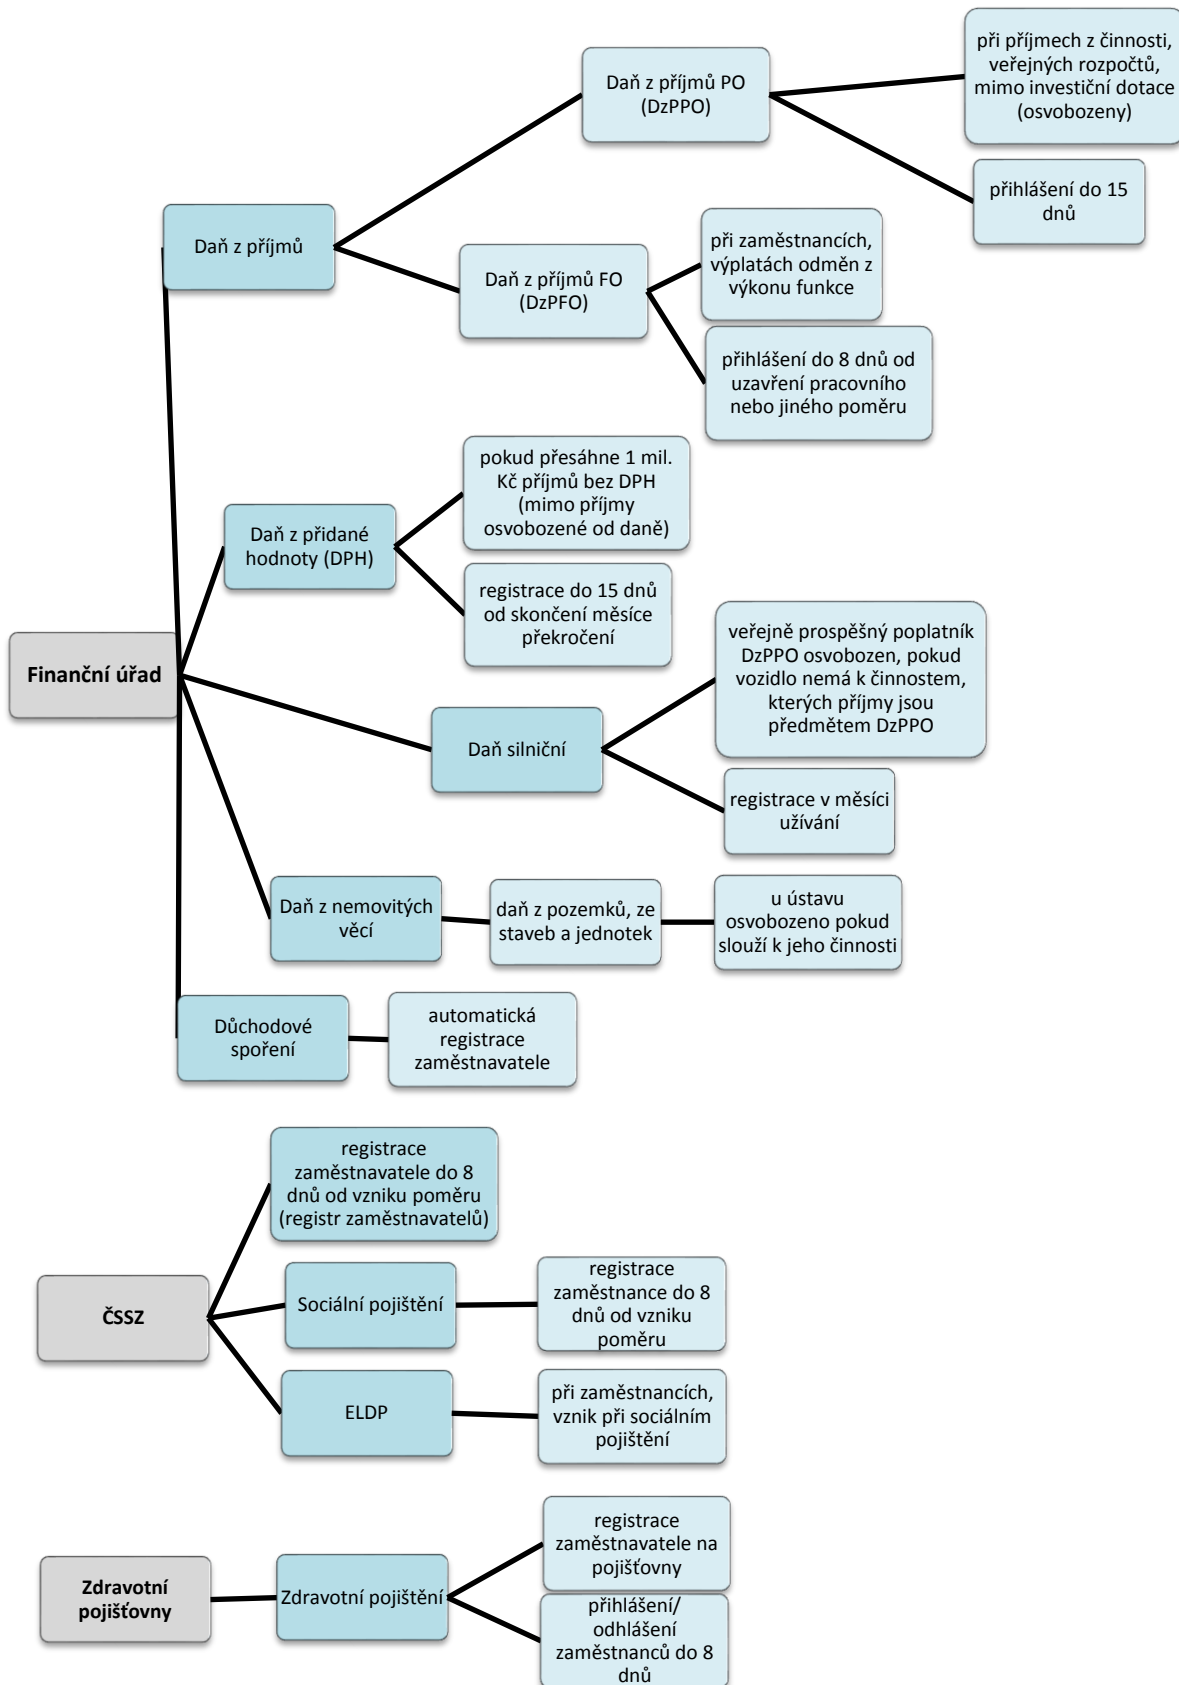 při příjmech z činnosti,
veřejných rozpočtů,
mimo investiční dotace
(osvobozeny)
Daň z příjmů PO
(DzPPO)
přihlášení do 15
dnů
Daň z příjmů
při zaměstnancích,
výplatách odměn z
výkonu funkce
Daň z příjmů FO
(DzPFO)
přihlášení do 8 dnů od
uzavření pracovního
nebo jiného poměru
pokud přesáhne 1 mil.
Kč příjmů bez DPH
(mimo příjmy
osvobozené od daně)
Daň z přidané
hodnoty (DPH)
registrace do 15 dnů
od skončení měsíce
překročení
Finanční úřad
veřejně prospěšný poplatník
DzPPO osvobozen, pokud
vozidlo nemá k činnostem,
kterých příjmy jsou
předmětem DzPPO
Daň silniční
registrace v měsíci
užívání
Daň z nemovitých
věcí
daň z pozemků, ze
staveb a jednotek
u ústavu
osvobozeno pokud
slouží k jeho činnosti
Důchodové
spoření
automatická
registrace
zaměstnavatele
registrace
zaměstnavatele do 8
dnů od vzniku poměru
(registr zaměstnavatelů)
ČSSZ
Sociální pojištění
registrace
zaměstnance do 8
dnů od vzniku
poměru
ELDP
při zaměstnancích,
vznik při sociálním
pojištění
registrace
zaměstnavatele na
pojišťovny
Zdravotní
pojišťovny
Zdravotní pojištění
přihlášení/
odhlášení
zaměstnanců do 8
dnů